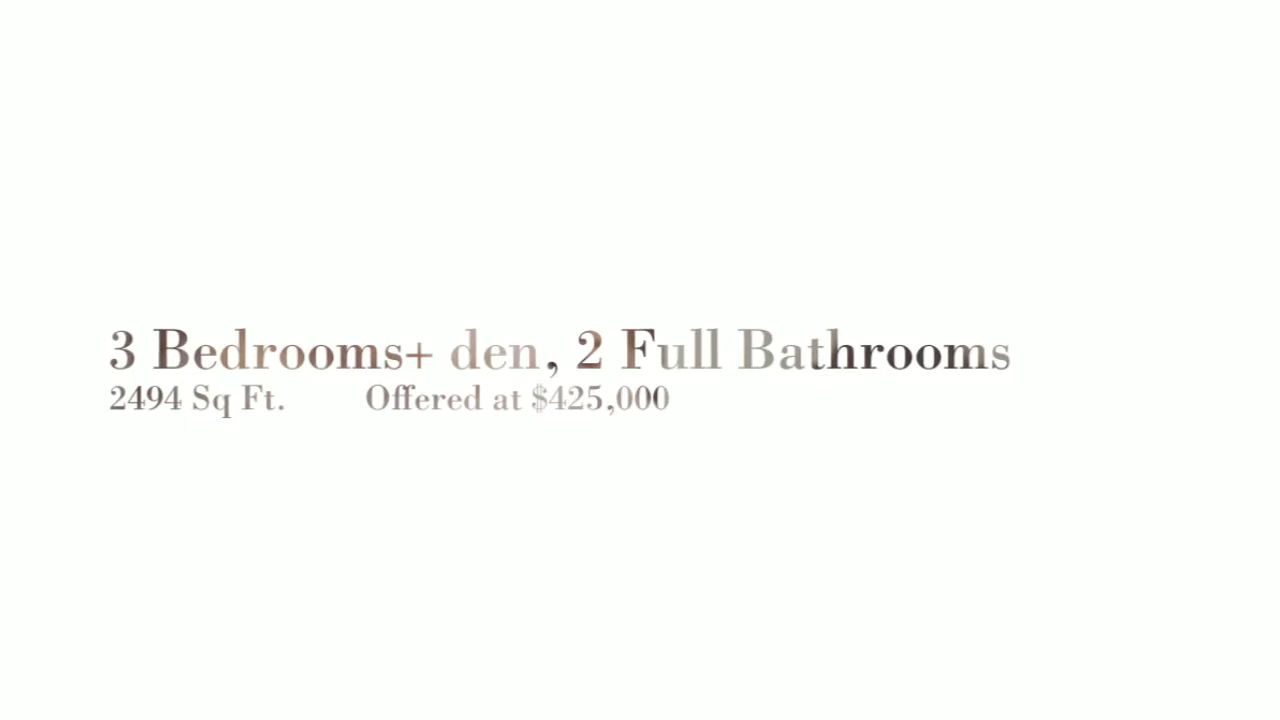 3 Bedrooms+ den, 2 Full Bathrooms
2494 Sq Ft. Offered at $425,000